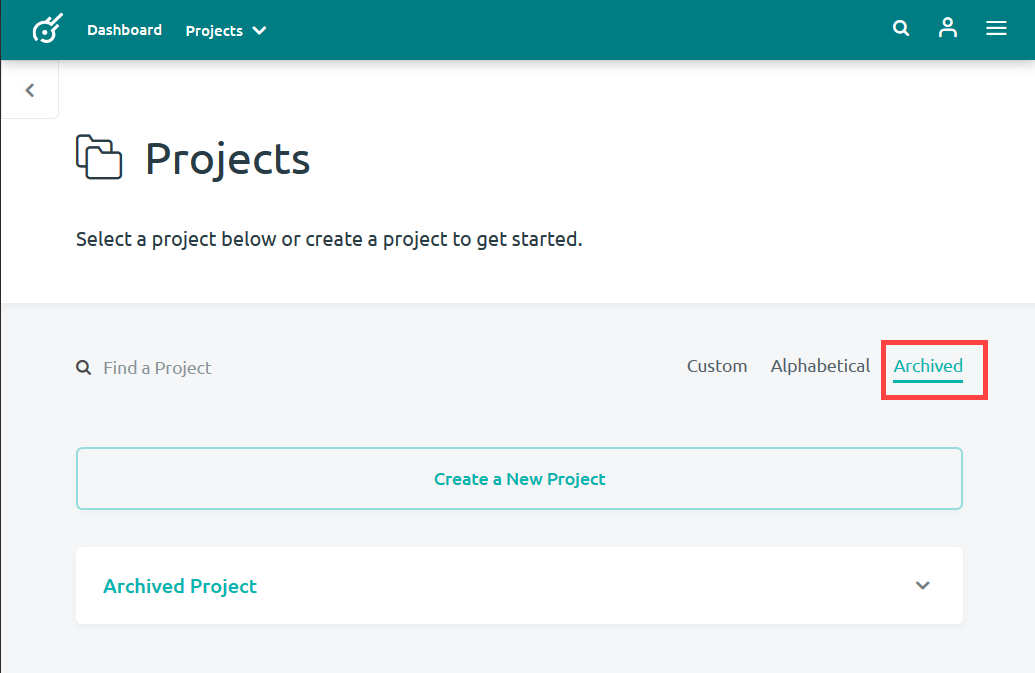 Dashboard Projects
Projects
Select a project below or create a project to get started.
Find a Project Custom Alphabetical Archived
Create a New Project
Archived Project